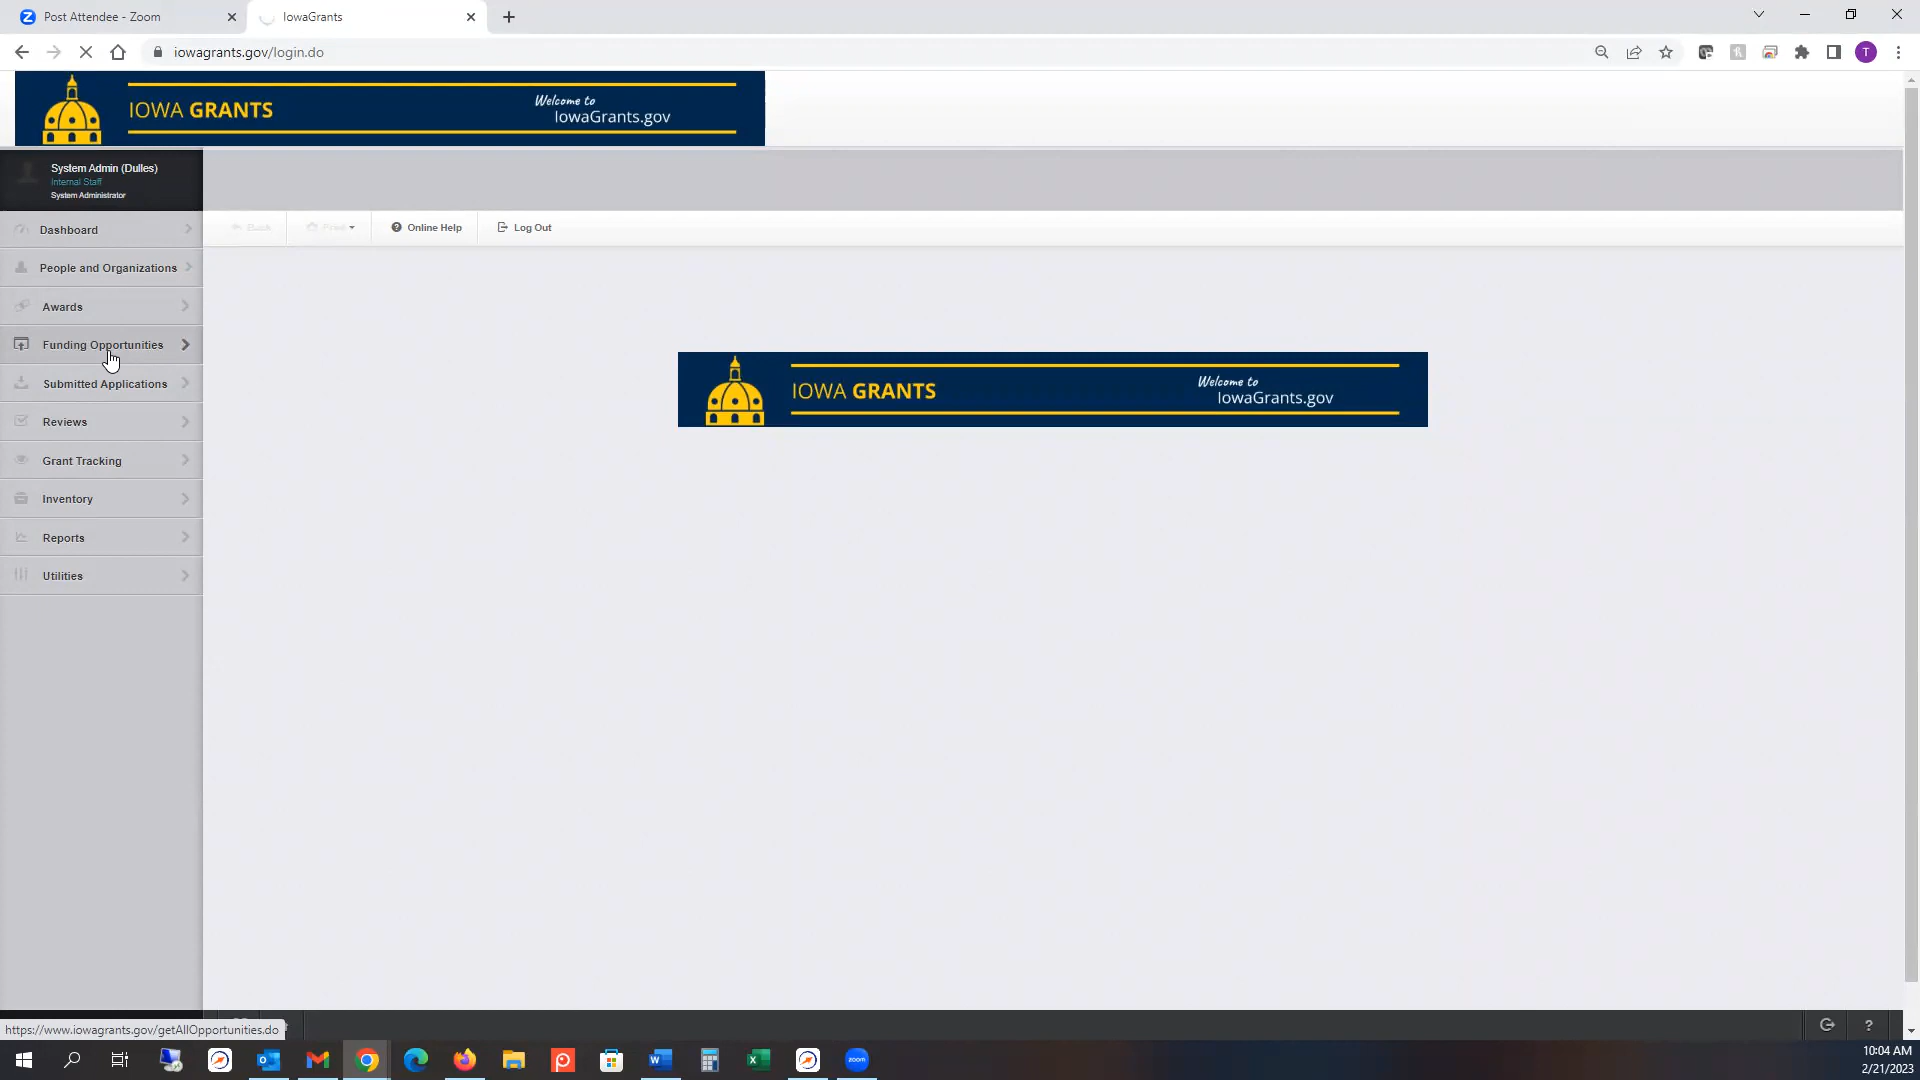 Post Attendee - Zoom
IowaGrants
iowagrants.gov/login.do
T
IOWA GRANTS
Welcome to
IowaGrants.gov
System Admin (Dulles)
Internal Staff
System Administrator
Dashboard
People and Organizations
Awards
Funding Opportunities
Submitted Applications
Reviews
Grant Tracking
Inventory
Reports
Utilities
Back
Print
Online Help
Log Out
IOWA GRANTS
Welcome to
IowaGrants.gov
https://www.iowagrants.gov/getAllOpportunities.do
?
zoom
10:04 AM
2/21/2023